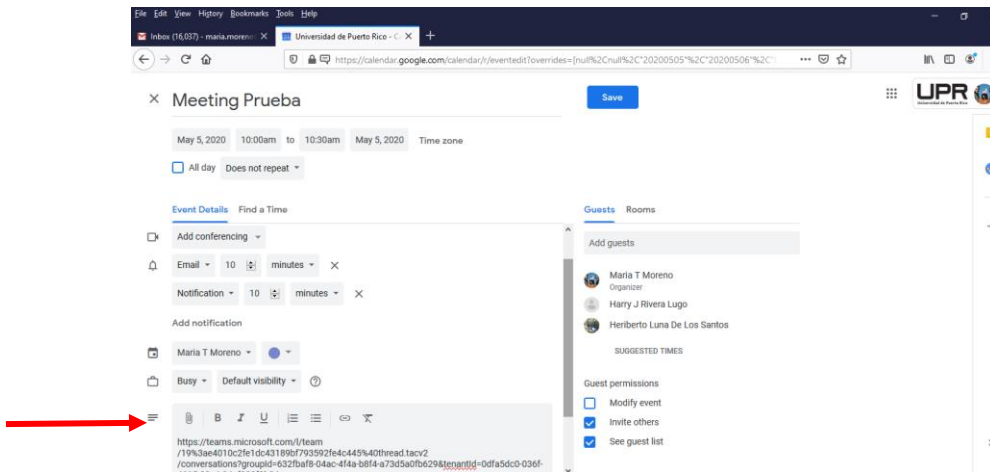 File Edit View History Bookmarks Tools Help
Inbox (16,037) - maria.moreno
Universidad de Puerto Rico - C
https://calendar.google.com/calendar/r/eventedit?overrides=[null%2Cnull%2C"20200505"%2C"20200506"%2C"
Meeting Prueba
Save
UPR
Universidad de Puerto Rico
May 5, 2020 10:00am to 10:30am May 5, 2020 Time zone
All day Does not repeat
Event Details Find a Time
Guests Rooms
Add conferencing
Add guests
Email 10 minutes
Notification 10 minutes
Add notification
Maria T Moreno
Organizer
Harry J Rivera Lugo
Heriberto Luna De Los Santos
SUGGESTED TIMES
Maria T Moreno
Busy Default visibility
Guest permissions
Modify event
Invite others
See guest list
B I U
https://teams.microsoft.com/l/team
/19%3ae4010c2fe1dc43189bf793592fe4c445%40thread.tacv2
/conversations?groupId=632fbaf8-04ac-4f4a-b8f4-a73d5a0fb629&tenantId=0dfa5dc0-036f-